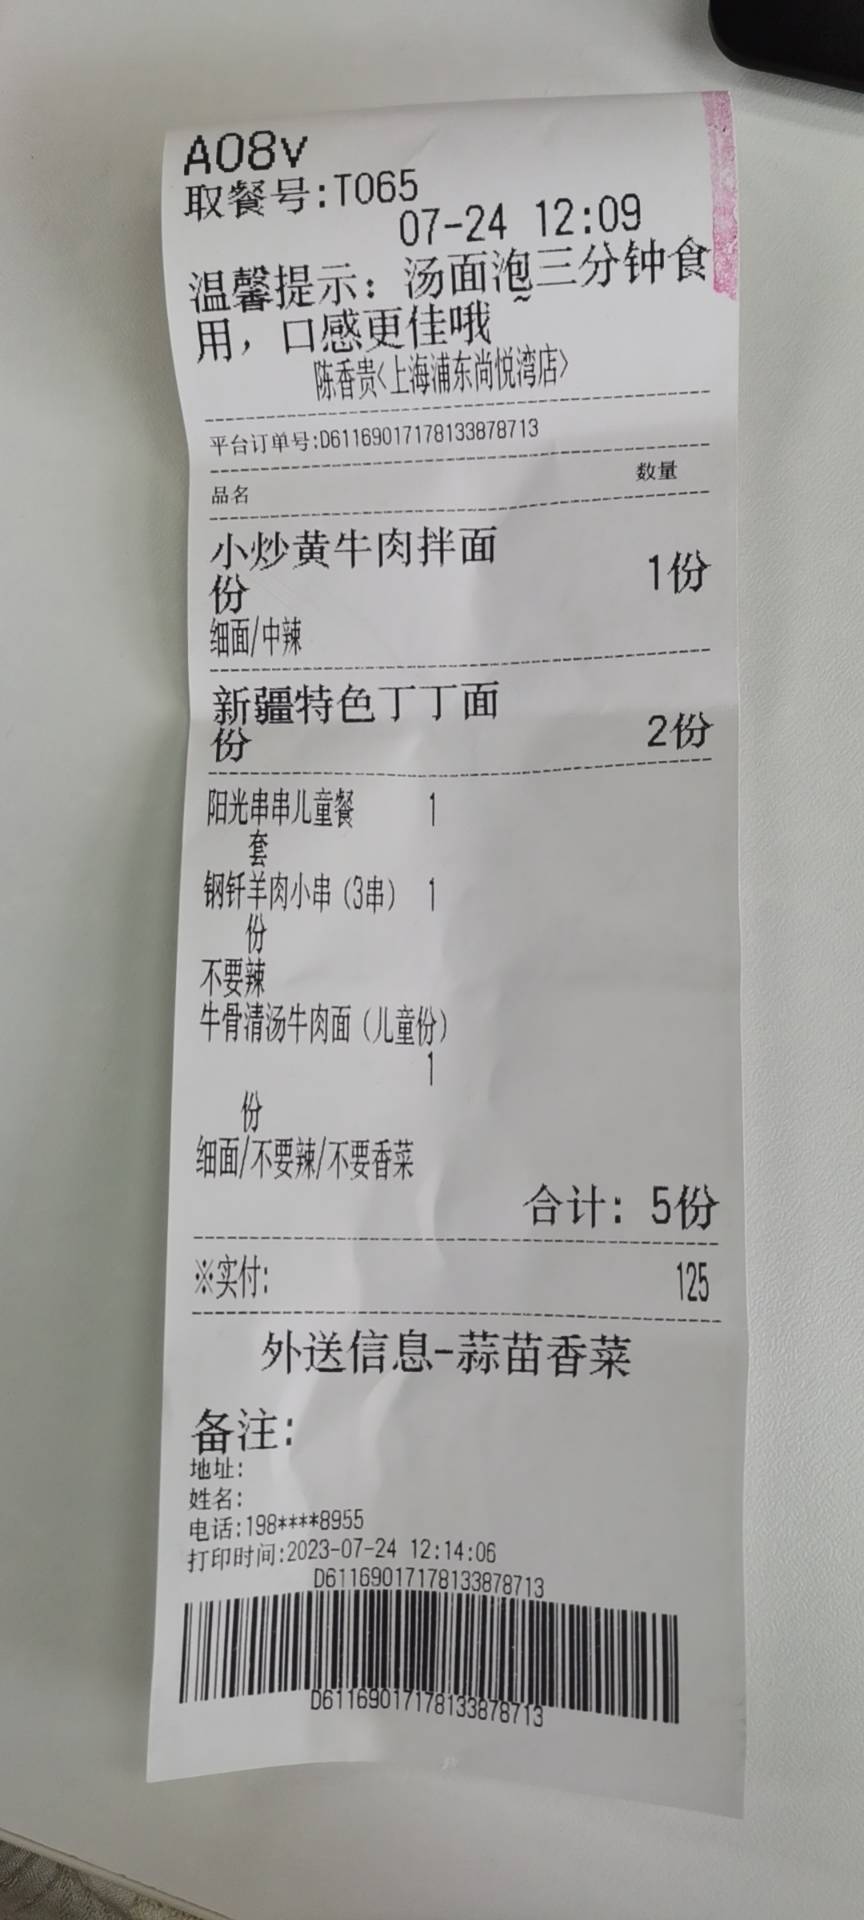 A08v
取餐号:T065
07-24 12:09
温馨提示: 汤面泡三分钟食
用, 口感更佳哦~
陈香贵<上海浦东尚悦湾店>
平台订单号:D61169017178133878713
品名 数量
小炒黄牛肉拌面
份 1份
细面/中辣
新疆特色丁丁面
份 2份
阳光串串儿童餐 1
套
钢钎羊肉小串(3串) 1
份
不要辣
牛骨清汤牛肉面(儿童份)
1
份
细面/不要辣/不要香菜
合计: 5份
※实付: 125
外送信息-蒜苗香菜
备注:
地址:
姓名:
电话:198****8955
打印时间:2023-07-24 12:14:06
D61169017178133878713
D61169017178133878713